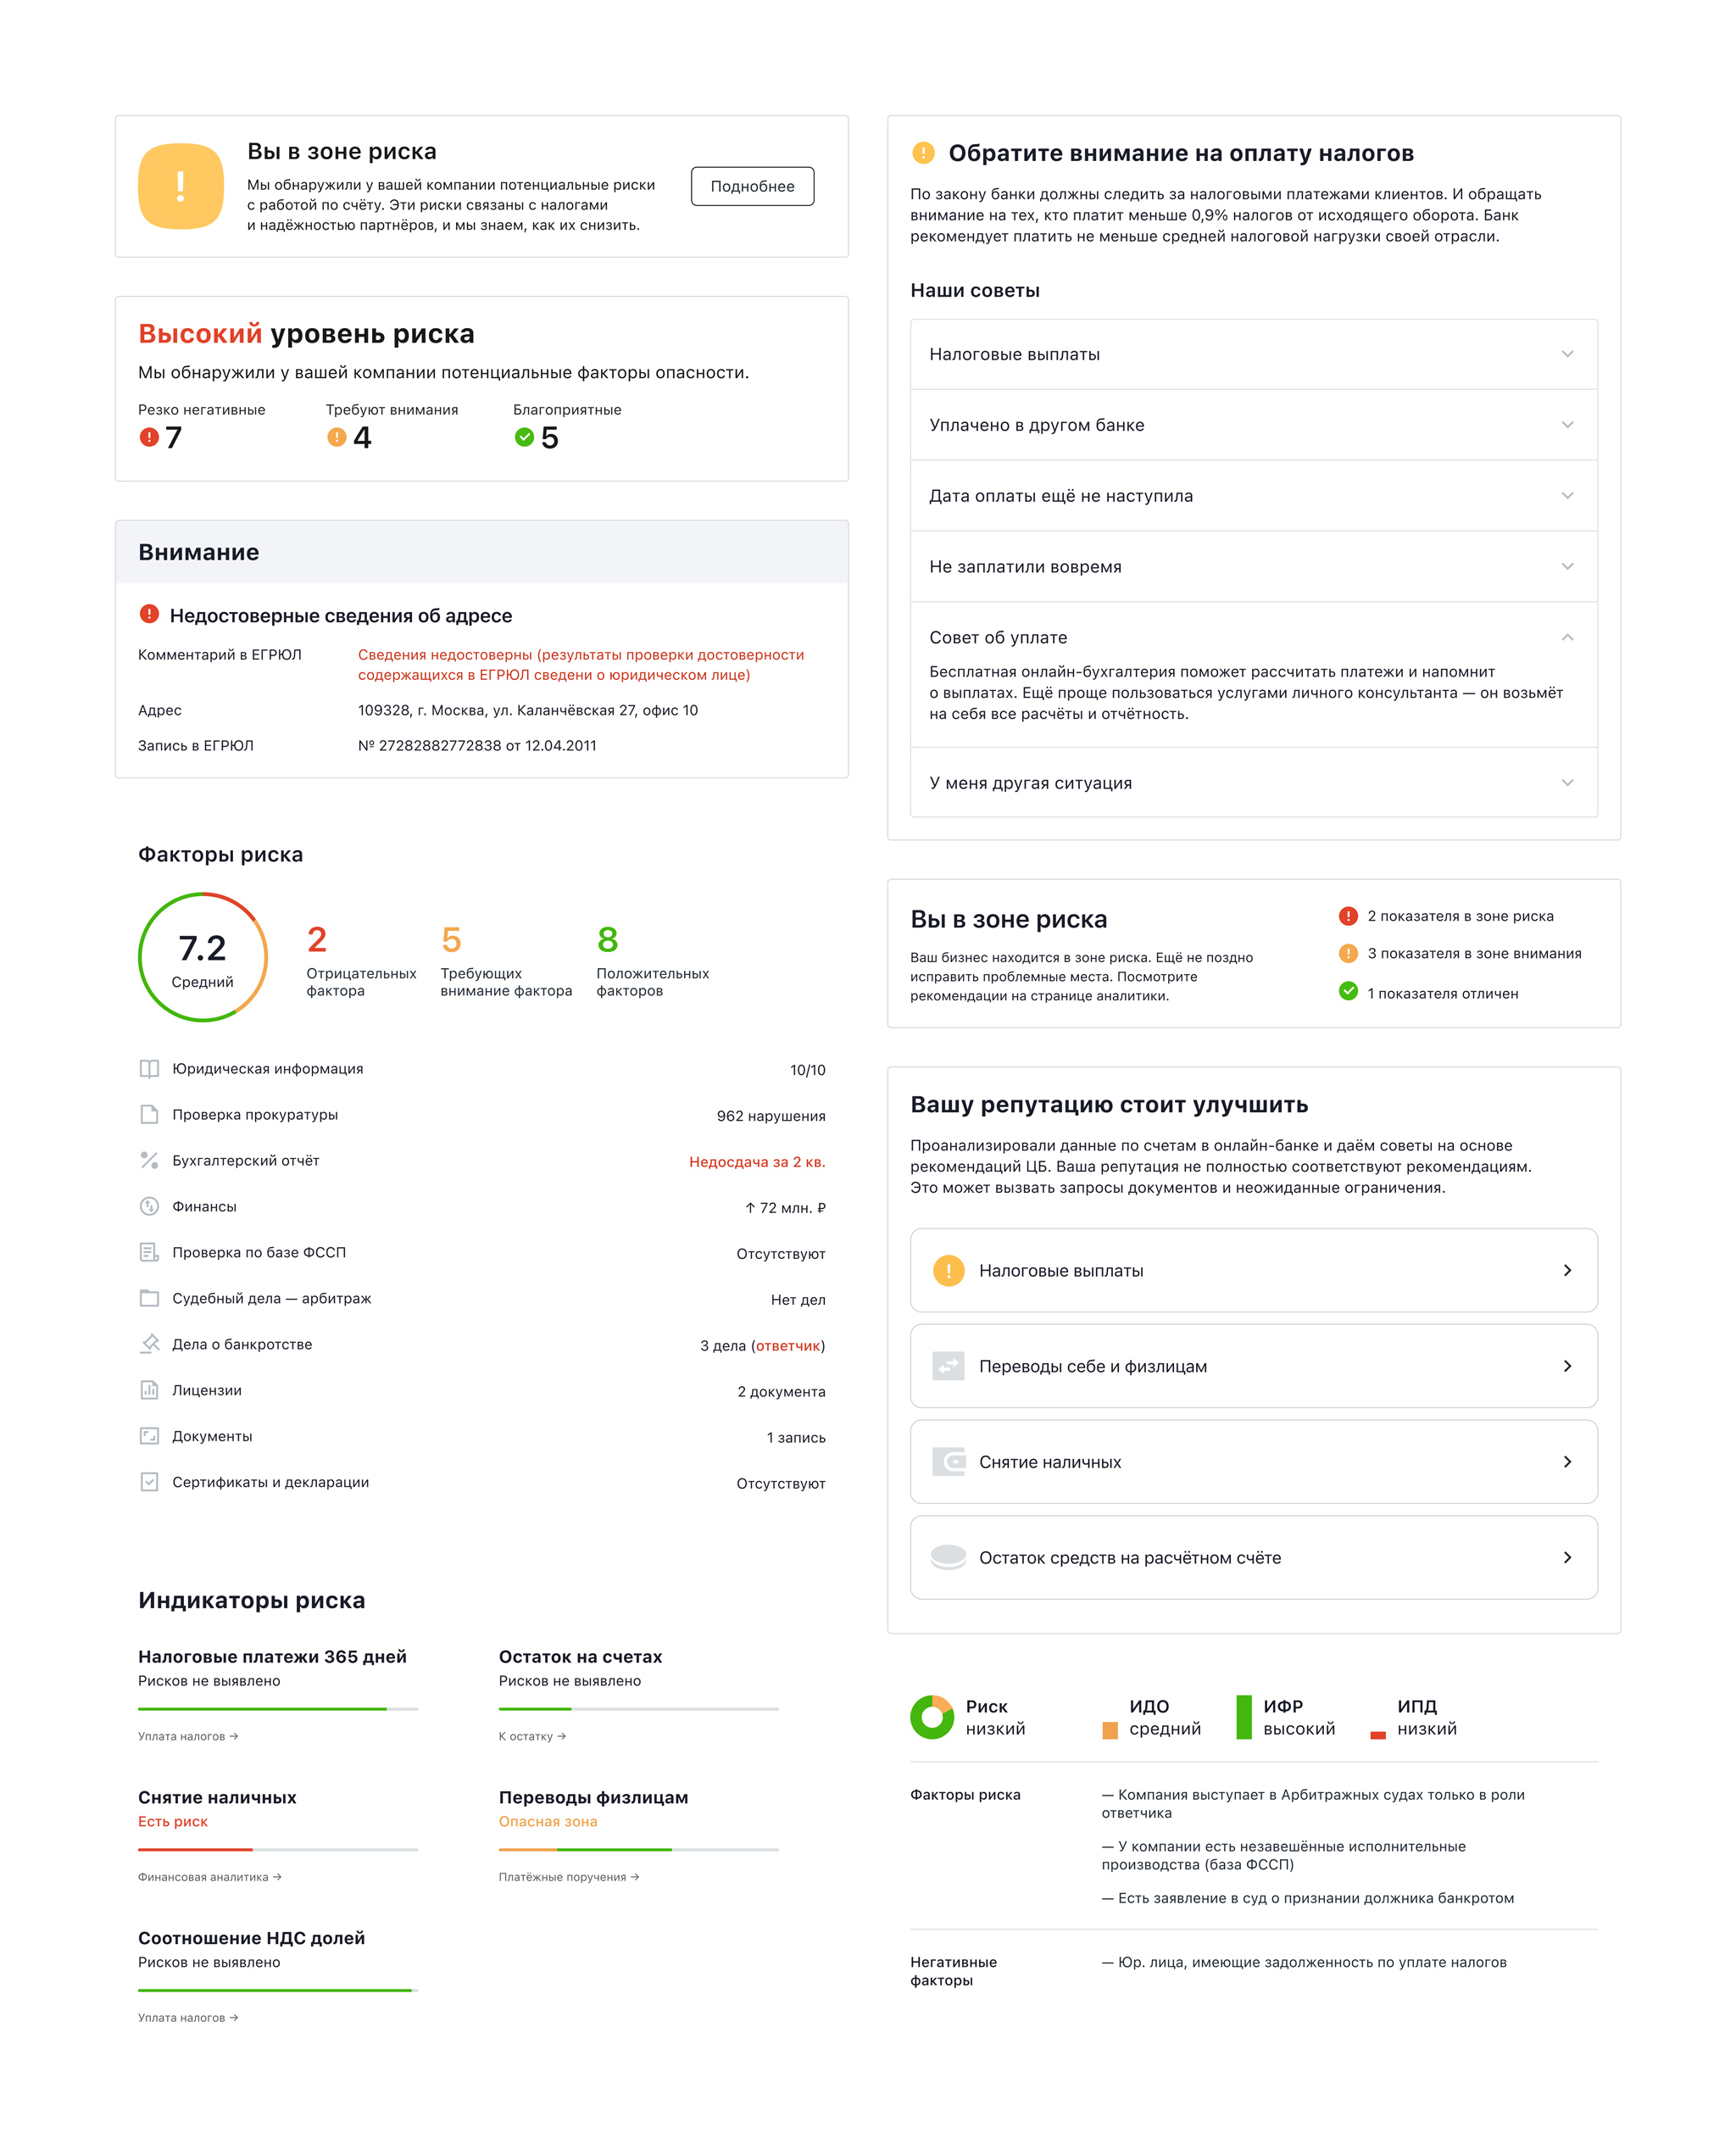 Вы в зоне риска
Мы обнаружили у вашей компании потенциальные риски
с работой по счёту. Эти риски связаны с налогами
и надёжностью партнёров, и мы знаем, как их снизить.
Поднобнее
Высокий уровень риска
Мы обнаружили у вашей компании потенциальные факторы опасности.
Резко негативные
7
Требуют внимания
4
Благоприятные
5
Внимание
Недостоверные сведения об адресе
Комментарий в ЕГРЮЛ
Сведения недостоверны (результаты проверки достоверности
содержащихся в ЕГРЮЛ сведени о юридическом лице)
Адрес
109328, г. Москва, ул. Каланчёвская 27, офис 10
Запись в ЕГРЮЛ
№ 27282882772838 от 12.04.2011
Факторы риска
7.2
Средний
2
Отрицательных
фактора
5
Требующих
внимание фактора
8
Положительных
факторов
Юридическая информация 10/10
Проверка прокуратуры 962 нарушения
Бухгалтерский отчёт Недосдача за 2 кв.
Финансы ↑ 72 млн. ₽
Проверка по базе ФССП Отсутствуют
Судебный дела — арбитраж Нет дел
Дела о банкротстве 3 дела (ответчик)
Лицензии 2 документа
Документы 1 запись
Сертификаты и декларации Отсутствуют
Индикаторы риска
Налоговые платежи 365 дней
Рисков не выявлено
Уплата налогов →
Остаток на счетах
Рисков не выявлено
К остатку →
Снятие наличных
Есть риск
Финансовая аналитика →
Переводы физлицам
Опасная зона
Платёжные поручения →
Соотношение НДС долей
Рисков не выявлено
Уплата налогов →
Обратите внимание на оплату налогов
По закону банки должны следить за налоговыми платежами клиентов. И обращать
внимание на тех, кто платит меньше 0,9% налогов от исходящего оборота. Банк
рекомендует платить не меньше средней налоговой нагрузки своей отрасли.
Наши советы
Налоговые выплаты
Уплачено в другом банке
Дата оплаты ещё не наступила
Не заплатили вовремя
Совет об уплате
Бесплатная онлайн-бухгалтерия поможет рассчитать платежи и напомнит
о выплатах. Ещё проще пользоваться услугами личного консультанта — он возьмёт
на себя все расчёты и отчётность.
У меня другая ситуация
Вы в зоне риска
Ваш бизнес находится в зоне риска. Ещё не поздно
исправить проблемные места. Посмотрите
рекомендации на странице аналитики.
2 показателя в зоне риска
3 показателя в зоне внимания
1 показателя отличен
Вашу репутацию стоит улучшить
Проанализировали данные по счетам в онлайн-банке и даём советы на основе
рекомендаций ЦБ. Ваша репутация не полностью соответствуют рекомендациям.
Это может вызвать запросы документов и неожиданные ограничения.
Налоговые выплаты
Переводы себе и физлицам
Снятие наличных
Остаток средств на расчётном счёте
Риск
низкий
ИДО
средний
ИФР
высокий
ИПД
низкий
Факторы риска
— Компания выступает в Арбитражных судах только в роли
ответчика
— У компании есть незавешённые исполнительные
производства (база ФССП)
— Есть заявление в суд о признании должника банкротом
Негативные
факторы
— Юр. лица, имеющие задолженность по уплате налогов